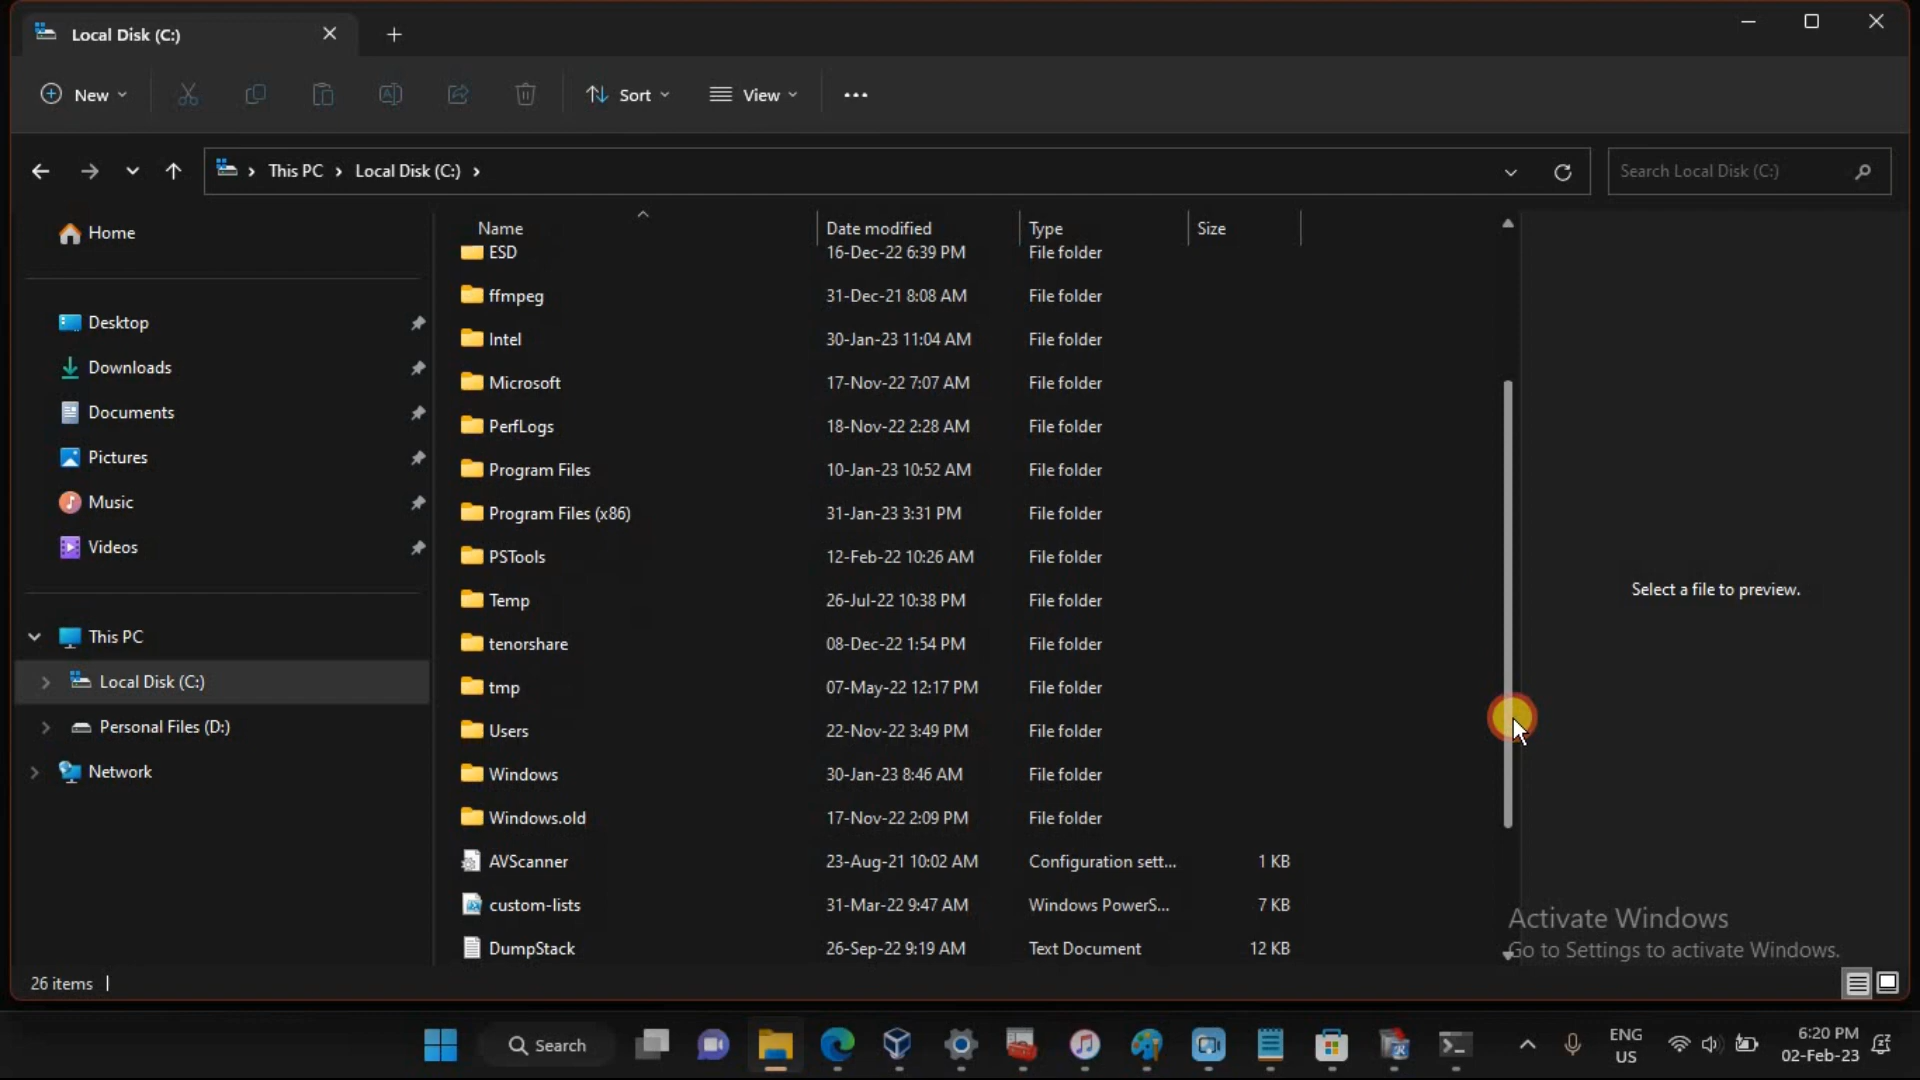 Local Disk (C:)
New
Sort
View
This PC
Local Disk (C:)
Search Local Disk (C:)
Home
Desktop
Downloads
Documents
Pictures
Music
Videos
This PC
Local Disk (C:)
Personal Files (D:)
Network
Name Date modified Type Size
ESD 16-Dec-22 6:39 PM File folder
ffmpeg 31-Dec-21 8:08 AM File folder
Intel 30-Jan-23 11:04 AM File folder
Microsoft 17-Nov-22 7:07 AM File folder
PerfLogs 18-Nov-22 2:28 AM File folder
Program Files 10-Jan-23 10:52 AM File folder
Program Files (x86) 31-Jan-23 3:31 PM File folder
PSTools 12-Feb-22 10:26 AM File folder
Temp 26-Jul-22 10:38 PM File folder
tenorshare 08-Dec-22 1:54 PM File folder
tmp 07-May-22 12:17 PM File folder
Users 22-Nov-22 3:49 PM File folder
Windows 30-Jan-23 8:46 AM File folder
Windows.old 17-Nov-22 2:09 PM File folder
AVScanner 23-Aug-21 10:02 AM Configuration sett... 1 KB
custom-lists 31-Mar-22 9:47 AM Windows PowerS... 7 KB
DumpStack 26-Sep-22 9:19 AM Text Document 12 KB
Select a file to preview.
Activate Windows
Go to Settings to activate Windows.
26 items
Search
ENG
US
6:20 PM
02-Feb-23